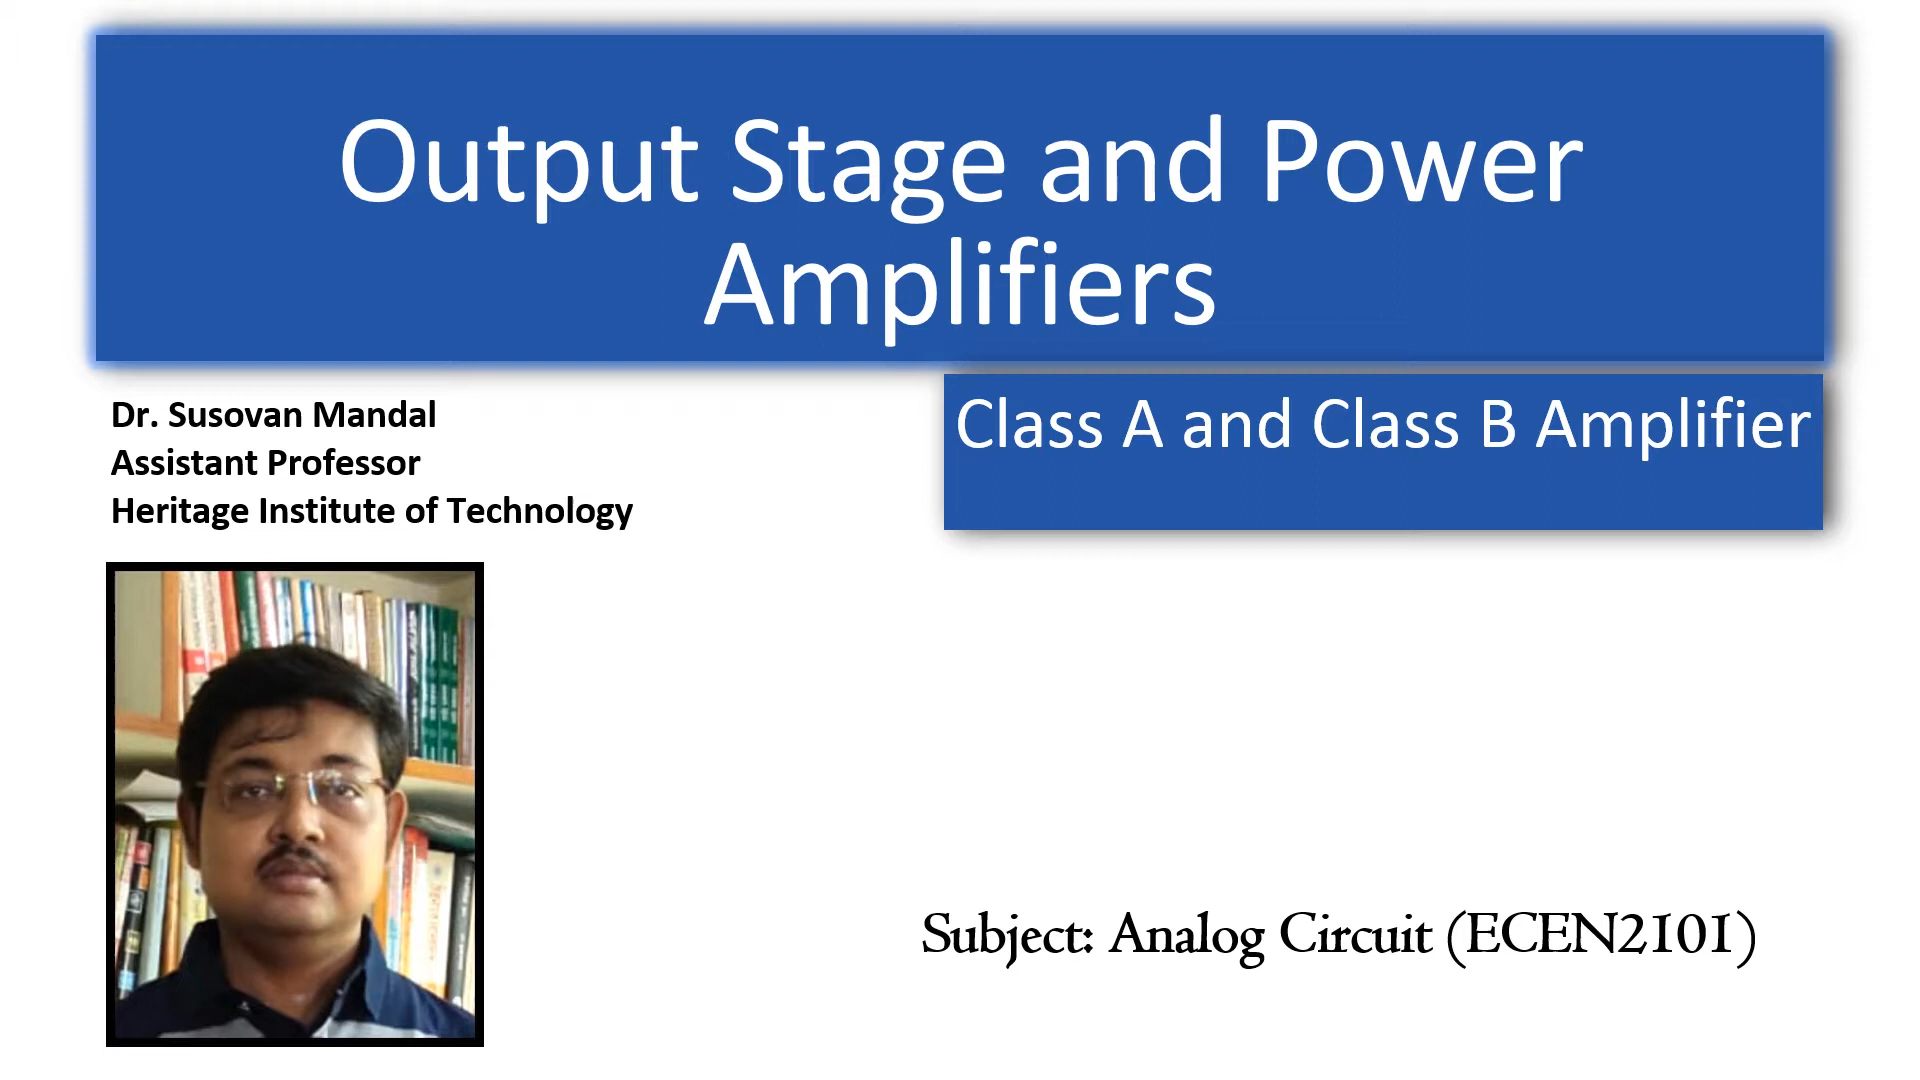 Output Stage and Power
Amplifiers
Class A and Class B Amplifier
Dr. Susovan Mandal
Assistant Professor
Heritage Institute of Technology
Subject: Analog Circuit (ECEN2101)